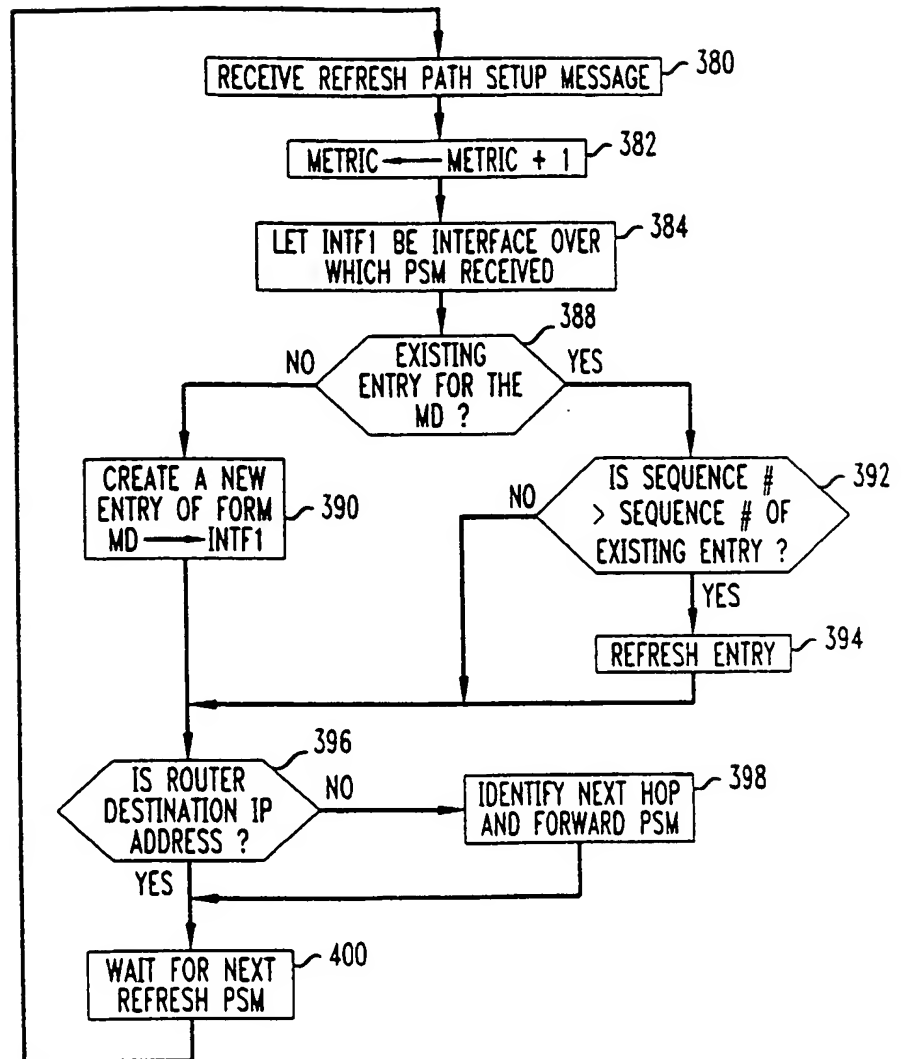 RECEIVE REFRESH PATH SETUP MESSAGE
380
METRIC ← METRIC + 1
382
LET INTF1 BE INTERFACE OVER
WHICH PSM RECEIVED
384
388
EXISTING
ENTRY FOR THE
MD ?
NO
YES
CREATE A NEW
ENTRY OF FORM
MD → INTF1
390
IS SEQUENCE #
> SEQUENCE # OF
EXISTING ENTRY ?
392
NO
YES
REFRESH ENTRY
394
396
IS ROUTER
DESTINATION IP
ADDRESS ?
NO
YES
IDENTIFY NEXT HOP
AND FORWARD PSM
398
WAIT FOR NEXT
REFRESH PSM
400